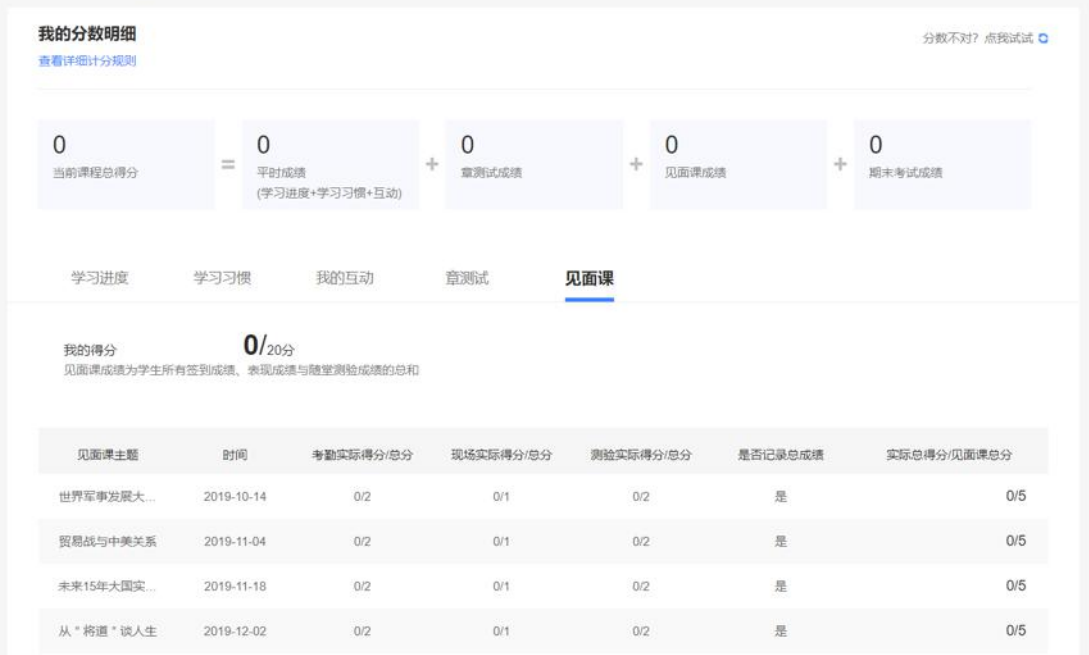 我的分数明细
分数不对？点我试试
查看详细计分规则
0 = 0 + 0 + 0 + 0
当前课程总得分 平时成绩 章测试成绩 见面课成绩 期末考试成绩
(学习进度+学习习惯+互动)
学习进度 学习习惯 我的互动 章测试 见面课
我的得分 0/20分
见面课成绩为学生所有签到成绩、表现成绩与随堂测验成绩的总和
见面课主题 时间 考勤实际得分/总分 现场实际得分/总分 测验实际得分/总分 是否记录总成绩 实际总得分/见面课总分
世界军事发展大... 2019-10-14 0/2 0/1 0/2 是 0/5
贸易战与中美关系 2019-11-04 0/2 0/1 0/2 是 0/5
未来15年大国实... 2019-11-18 0/2 0/1 0/2 是 0/5
从“将道”谈人生 2019-12-02 0/2 0/1 0/2 是 0/5